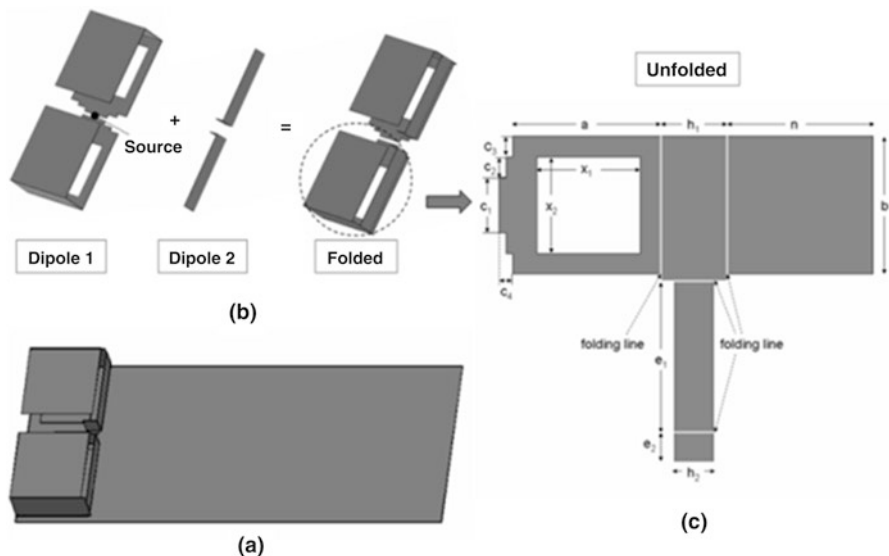 Unfolded
+
=
Source
Dipole 1
Dipole 2
Folded
(b)
(a)
a
h₁
n
c₃
c₂
c₁
c₄
x₁
x₂
b
folding line
folding line
e₁
e₂
h₂
(c)